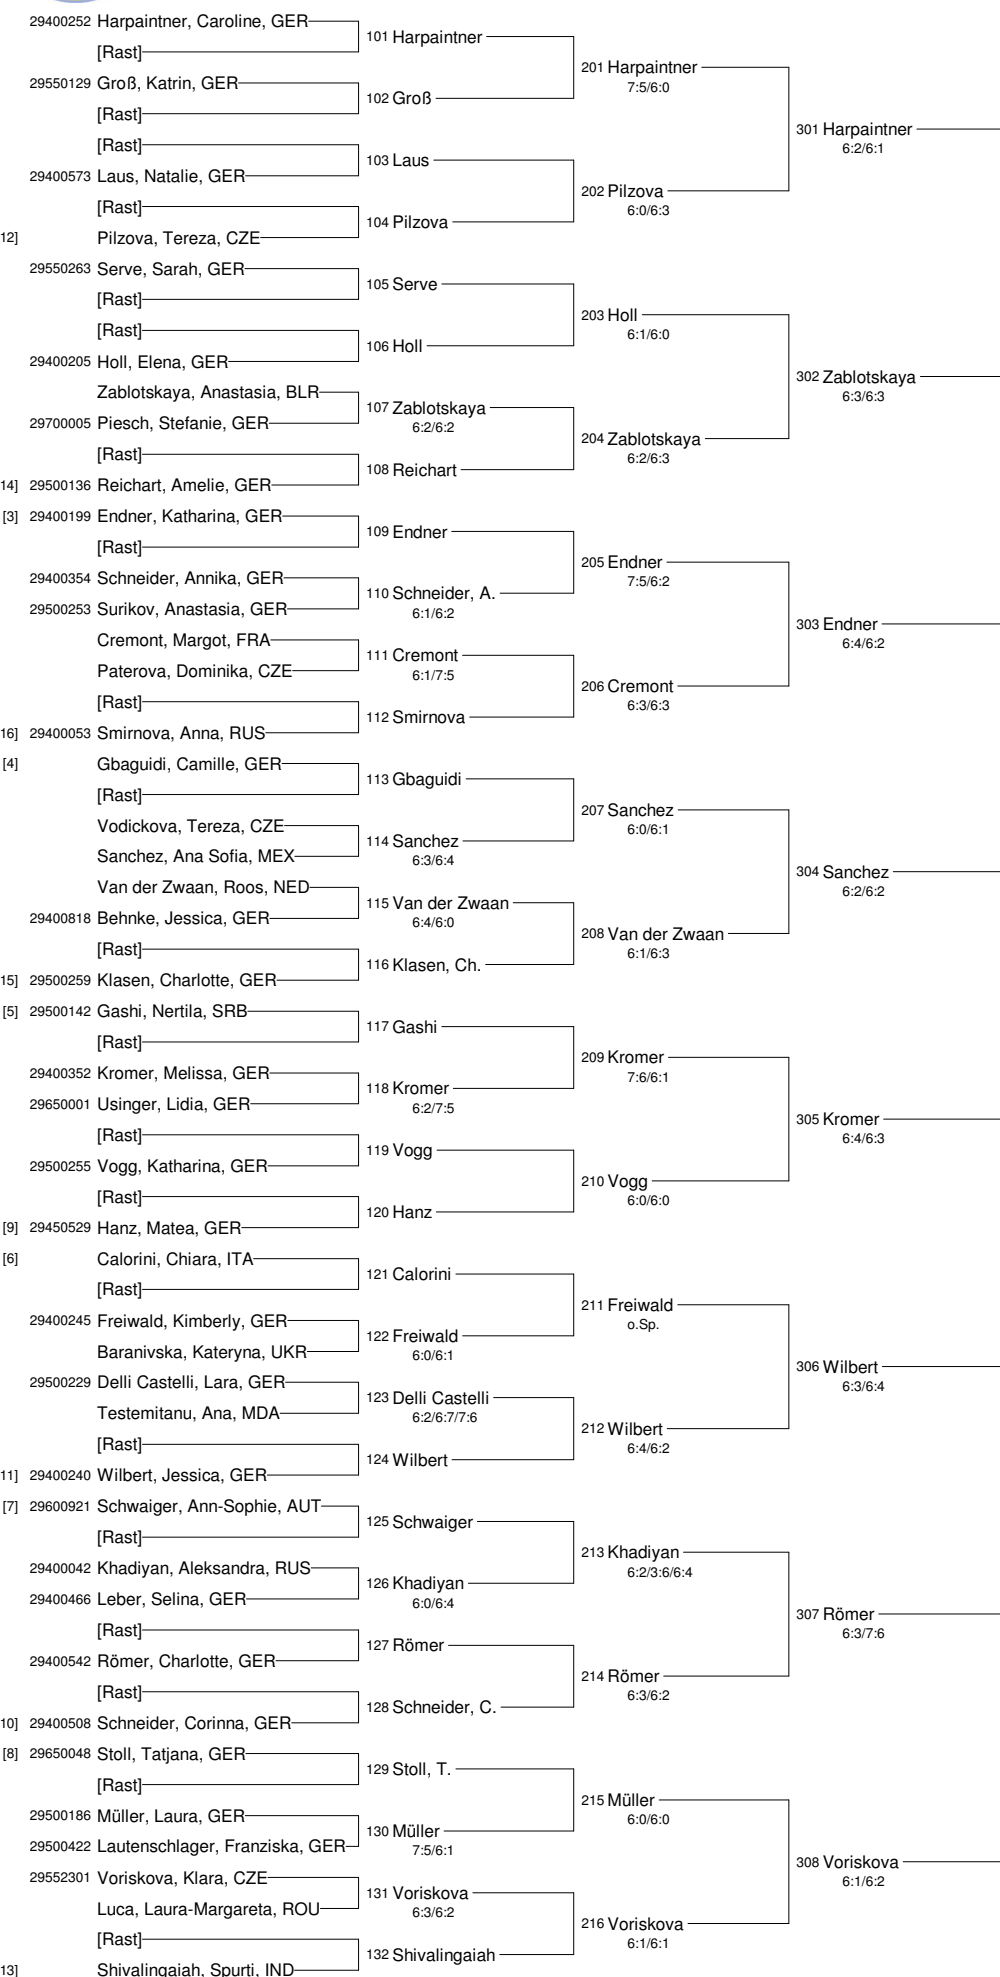 29400252 Harpaintner, Caroline, GER
[Rast]
29550129 Groß, Katrin, GER
[Rast]
[Rast]
29400573 Laus, Natalie, GER
[Rast]
12] Pilzova, Tereza, CZE
29550263 Serve, Sarah, GER
[Rast]
[Rast]
29400205 Holl, Elena, GER
Zablotskaya, Anastasia, BLR
29700005 Piesch, Stefanie, GER
[Rast]
14] 29500136 Reichart, Amelie, GER
[3] 29400199 Endner, Katharina, GER
[Rast]
29400354 Schneider, Annika, GER
29500253 Surikov, Anastasia, GER
Cremont, Margot, FRA
Paterova, Dominika, CZE
[Rast]
16] 29400053 Smirnova, Anna, RUS
[4] Gbaguidi, Camille, GER
[Rast]
Vodickova, Tereza, CZE
Sanchez, Ana Sofia, MEX
Van der Zwaan, Roos, NED
29400818 Behnke, Jessica, GER
[Rast]
15] 29500259 Klasen, Charlotte, GER
[5] 29500142 Gashi, Nertila, SRB
[Rast]
29400352 Kromer, Melissa, GER
29650001 Usinger, Lidia, GER
[Rast]
29500255 Vogg, Katharina, GER
[Rast]
[9] 29450529 Hanz, Matea, GER
[6] Calorini, Chiara, ITA
[Rast]
29400245 Freiwald, Kimberly, GER
Baranivska, Kateryna, UKR
29500229 Delli Castelli, Lara, GER
Testemitanu, Ana, MDA
[Rast]
11] 29400240 Wilbert, Jessica, GER
[7] 29600921 Schwaiger, Ann-Sophie, AUT
[Rast]
29400042 Khadiyan, Aleksandra, RUS
29400466 Leber, Selina, GER
[Rast]
29400542 Römer, Charlotte, GER
[Rast]
10] 29400508 Schneider, Corinna, GER
[8] 29650048 Stoll, Tatjana, GER
[Rast]
29500186 Müller, Laura, GER
29500422 Lautenschlager, Franziska, GER
29552301 Voriskova, Klara, CZE
Luca, Laura-Margareta, ROU
[Rast]
13] Shivalingaiah, Spurti, IND
101 Harpaintner
102 Groß
103 Laus
104 Pilzova
105 Serve
106 Holl
107 Zablotskaya
6:2/6:2
108 Reichart
109 Endner
110 Schneider, A.
6:1/6:2
111 Cremont
6:1/7:5
112 Smirnova
113 Gbaguidi
114 Sanchez
6:3/6:4
115 Van der Zwaan
6:4/6:0
116 Klasen, Ch.
117 Gashi
118 Kromer
6:2/7:5
119 Vogg
120 Hanz
121 Calorini
122 Freiwald
6:0/6:1
123 Delli Castelli
6:2/6:7/7:6
124 Wilbert
125 Schwaiger
126 Khadiyan
6:0/6:4
127 Römer
128 Schneider, C.
129 Stoll, T.
130 Müller
7:5/6:1
131 Voriskova
6:3/6:2
132 Shivalingaiah
201 Harpaintner
7:5/6:0
202 Pilzova
6:0/6:3
203 Holl
6:1/6:0
204 Zablotskaya
6:2/6:3
205 Endner
7:5/6:2
206 Cremont
6:3/6:3
207 Sanchez
6:0/6:1
208 Van der Zwaan
6:1/6:3
209 Kromer
7:6/6:1
210 Vogg
6:0/6:0
211 Freiwald
o.Sp.
212 Wilbert
6:4/6:2
213 Khadiyan
6:2/3:6/6:4
214 Römer
6:3/6:2
215 Müller
6:0/6:0
216 Voriskova
6:1/6:1
301 Harpaintner
6:2/6:1
302 Zablotskaya
6:3/6:3
303 Endner
6:4/6:2
304 Sanchez
6:2/6:2
305 Kromer
6:4/6:3
306 Wilbert
6:3/6:4
307 Römer
6:3/7:6
308 Voriskova
6:1/6:2